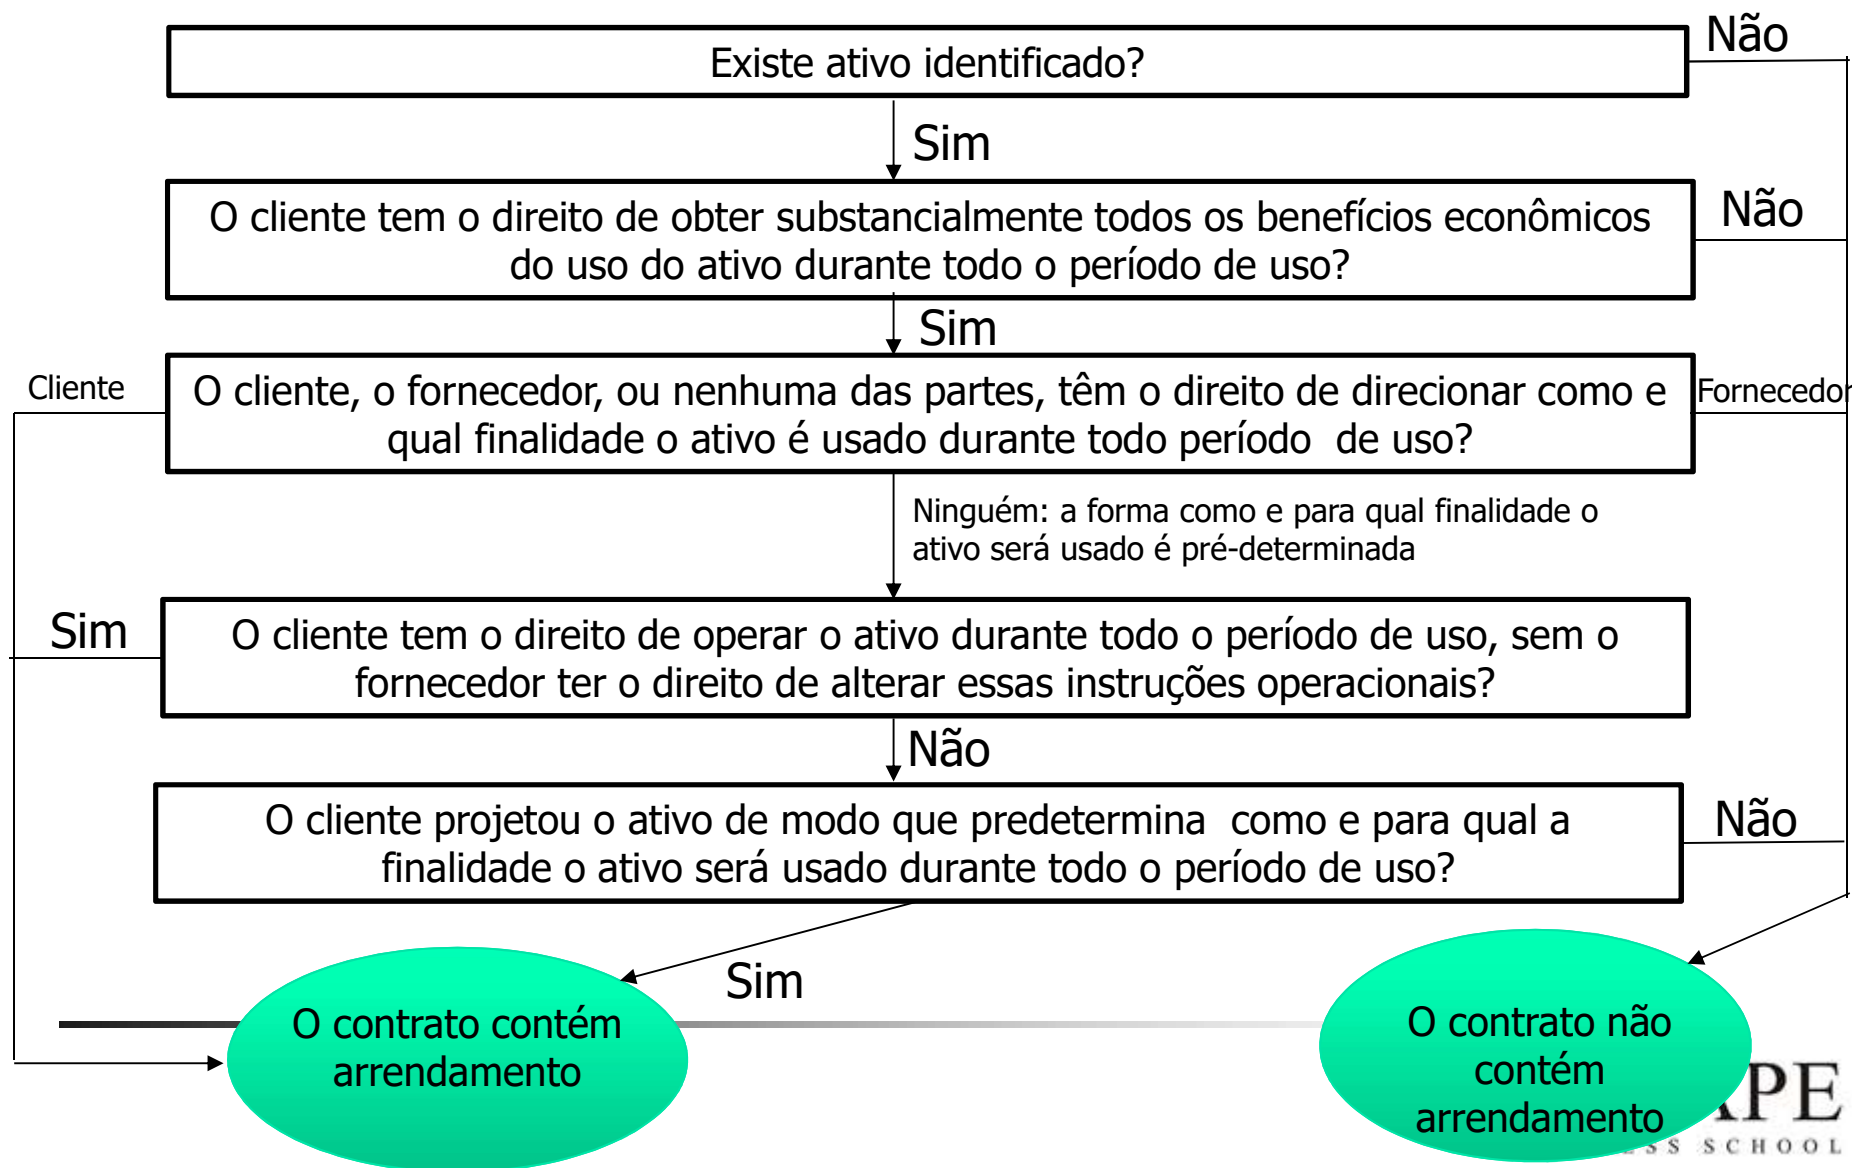 Não
Existe ativo identificado?
Sim
O cliente tem o direito de obter substancialmente todos os benefícios econômicos
do uso do ativo durante todo o período de uso?
Não
Sim
Cliente
O cliente, o fornecedor, ou nenhuma das partes, têm o direito de direcionar como e
qual finalidade o ativo é usado durante todo período de uso?
Fornecedor
Ninguém: a forma como e para qual finalidade o
ativo será usado é pré-determinada
Sim
O cliente tem o direito de operar o ativo durante todo o período de uso, sem o
fornecedor ter o direito de alterar essas instruções operacionais?
Não
O cliente projetou o ativo de modo que predetermina como e para qual a
finalidade o ativo será usado durante todo o período de uso?
Não
Sim
O contrato contém
arrendamento
O contrato não
contém
arrendamento
SCHOOL